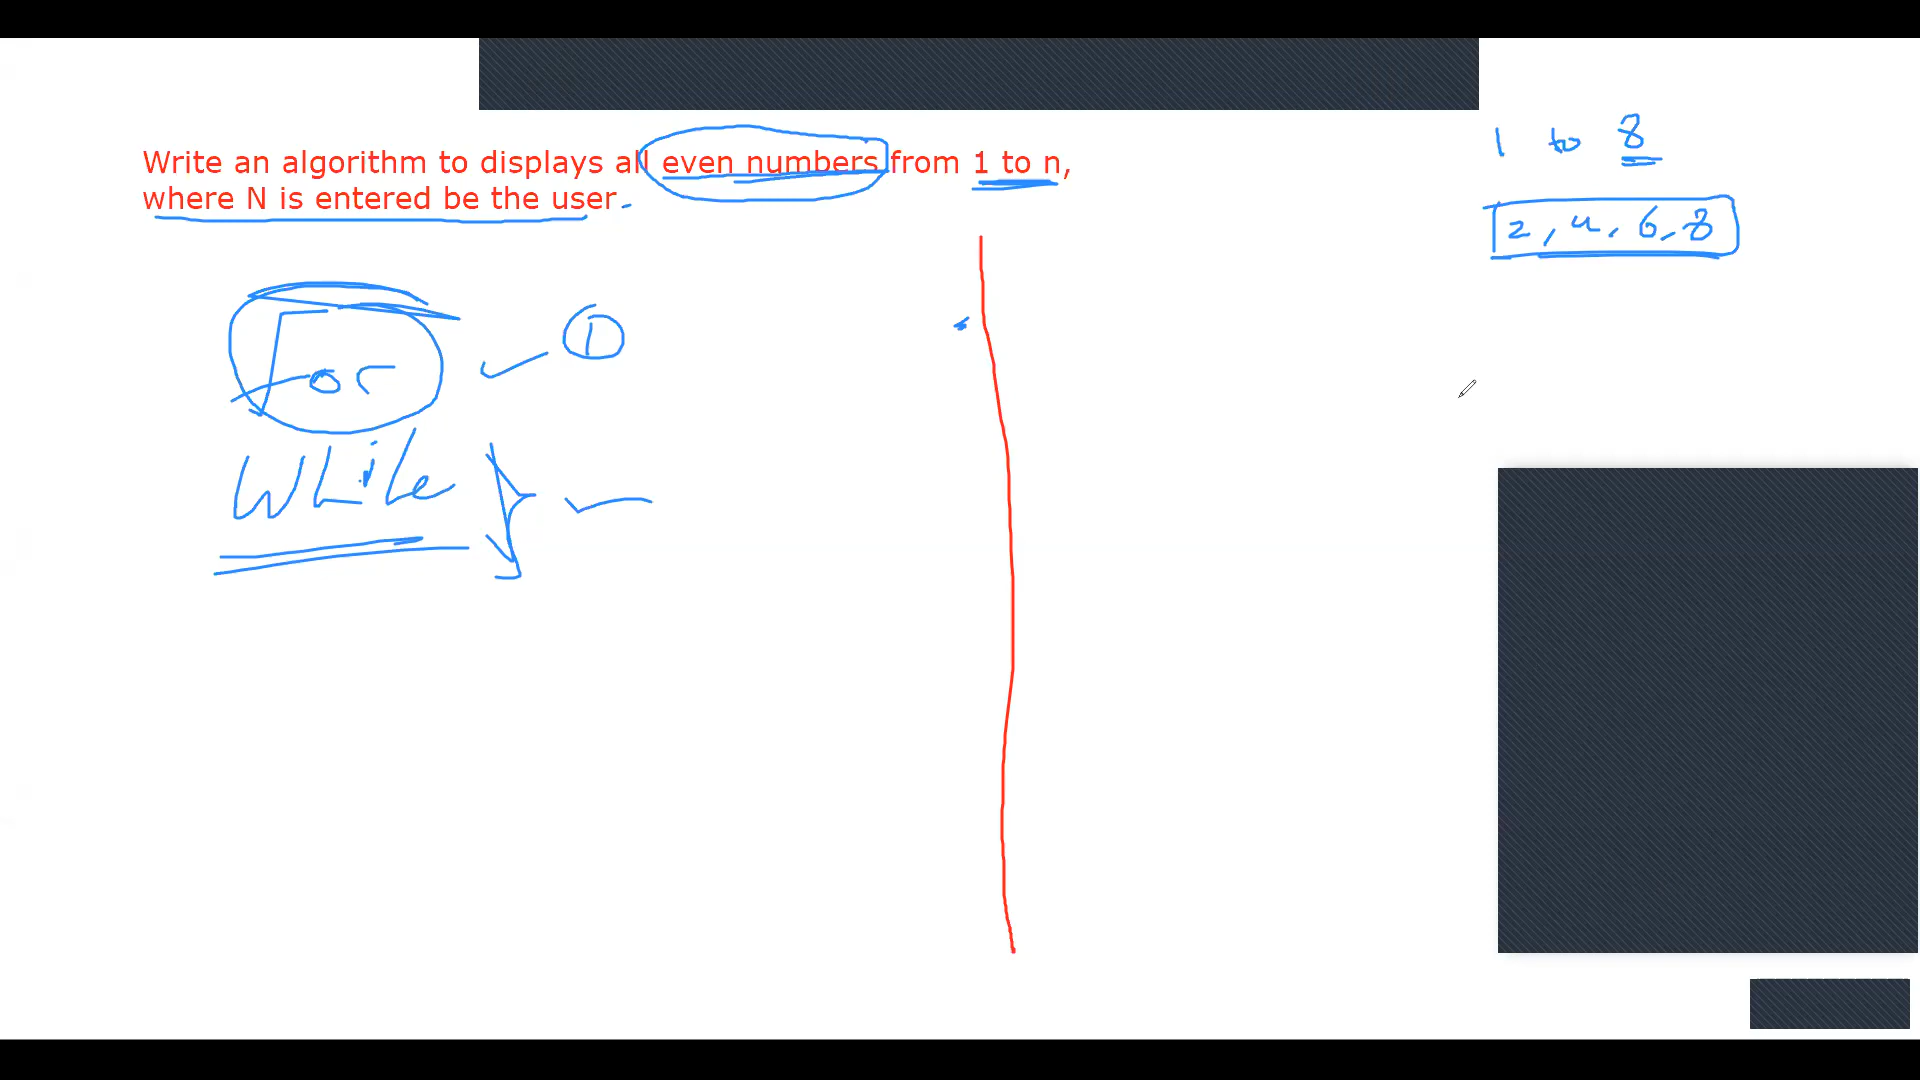 Write an algorithm to displays all even numbers from 1 to n,
where N is entered be the user.
1 to 8
2, 4, 6, 8
For
1
While